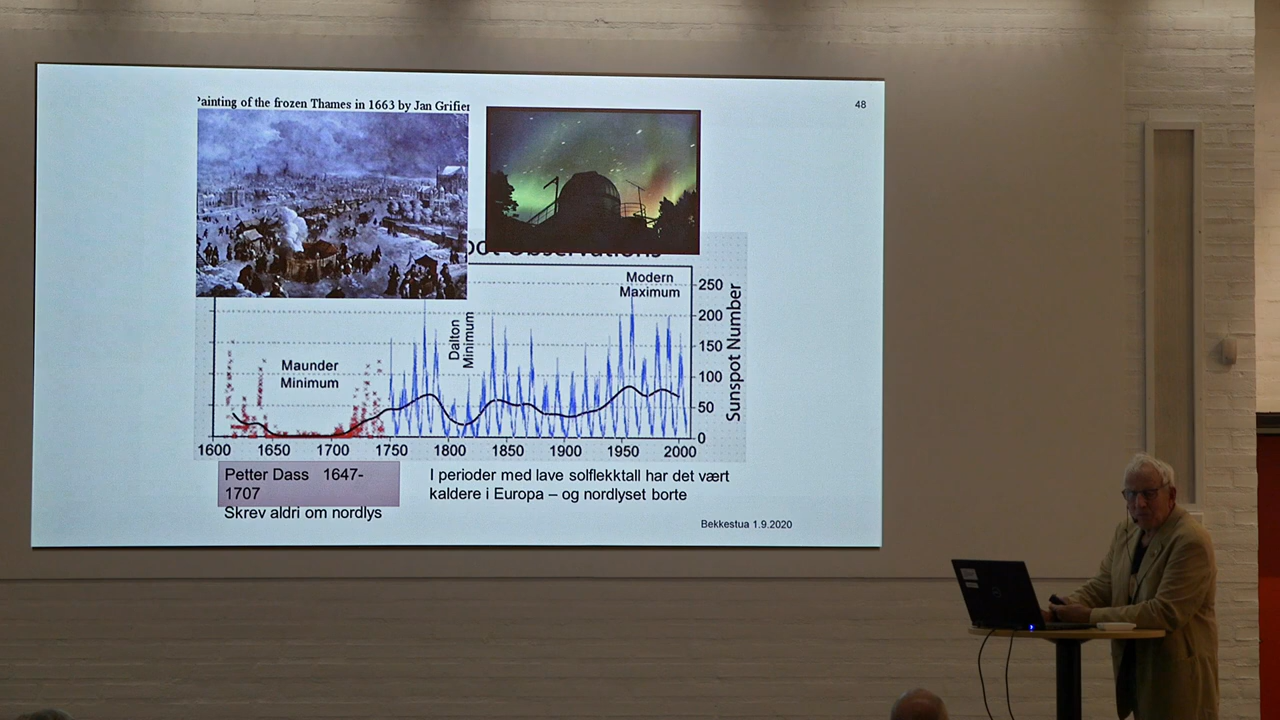 Painting of the frozen Thames in 1663 by Jan Grifier
48
pot Observations
Modern
Maximum
250
200
150
100
50
0
Sunspot Number
Dalton
Minimum
Maunder
Minimum
1600 1650 1700 1750 1800 1850 1900 1950 2000
Petter Dass 1647-
1707
Skrev aldri om nordlys
I perioder med lave solflekktall har det vært
kaldere i Europa – og nordlyset borte
Bekkestua 1.9.2020